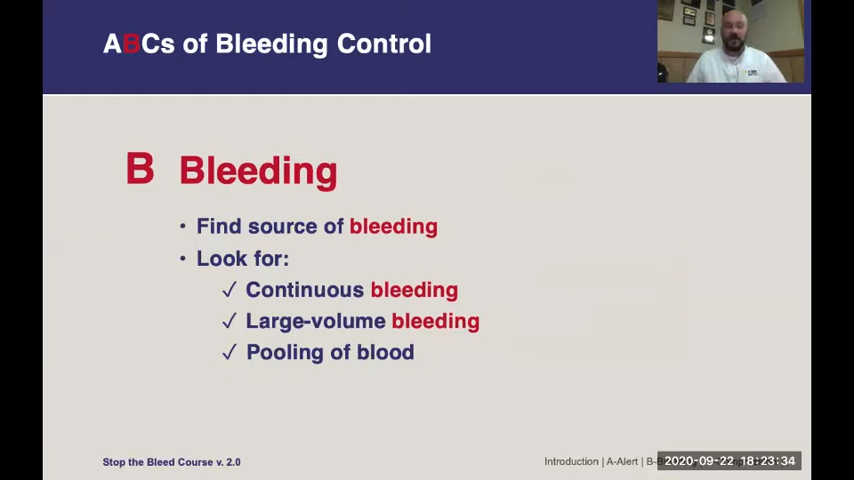 ABCs of Bleeding Control
B Bleeding
• Find source of bleeding
• Look for:
✓ Continuous bleeding
✓ Large-volume bleeding
✓ Pooling of blood
Stop the Bleed Course v. 2.0
Introduction | A-Alert |
2020-09-22 18:23:34